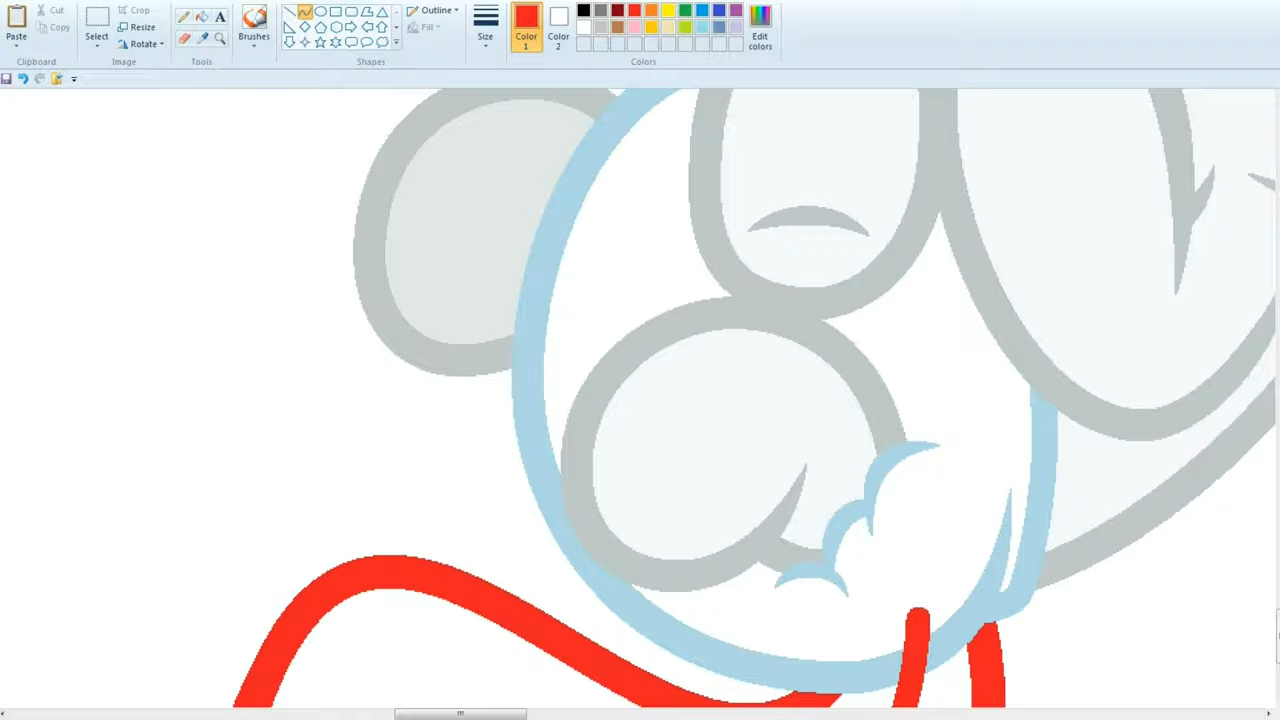 Paste
Cut
Copy
Clipboard
Select
Crop
Resize
Rotate
Image
A
Tools
Brushes
Shapes
Outline
Fill
Size
Color
1
Color
2
Colors
Edit
colors